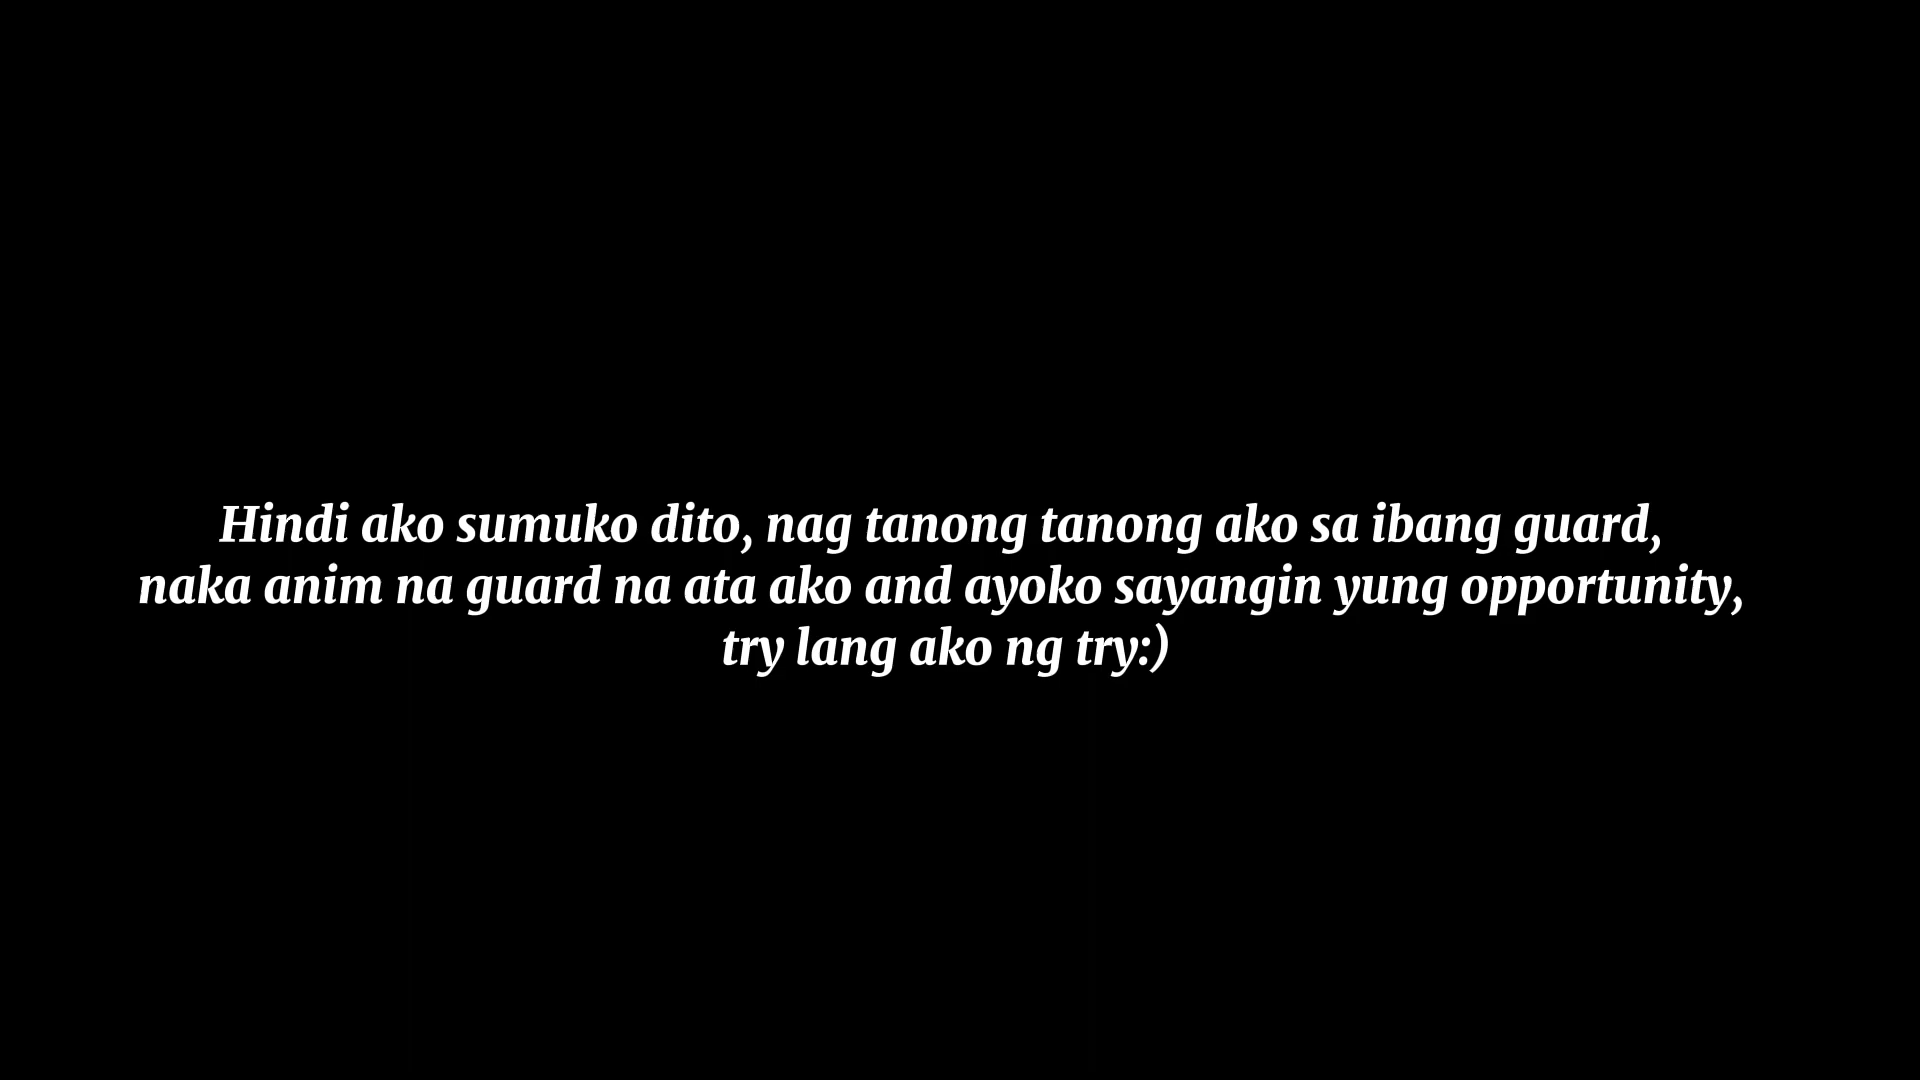 Hindi ako sumuko dito, nag tanong tanong ako sa ibang guard,
naka anim na guard na ata ako and ayoko sayangin yung opportunity,
try lang ako ng try:)